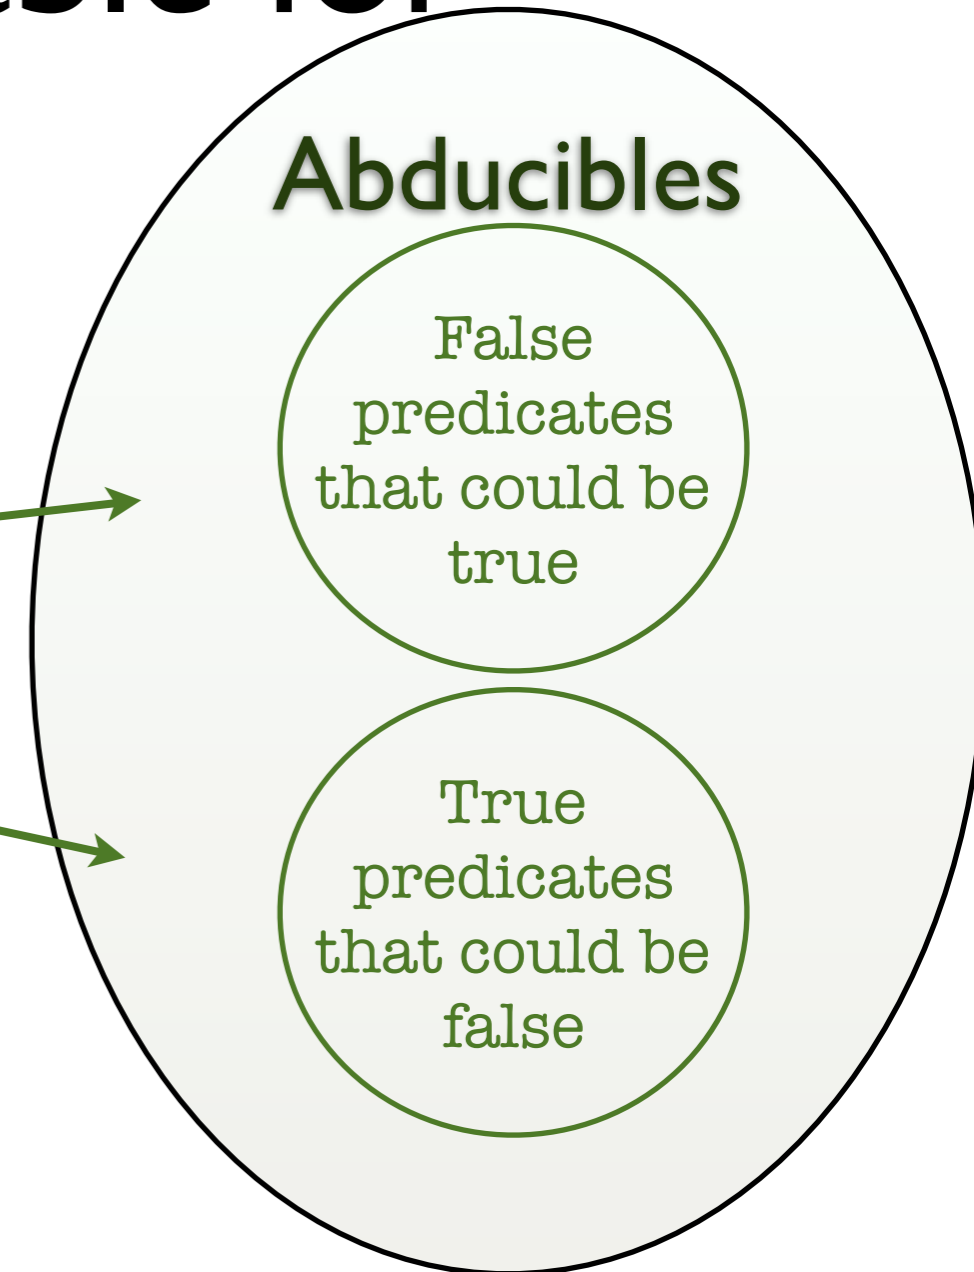 Abducibles
False
predicates
that could be
true
True
predicates
that could be
false